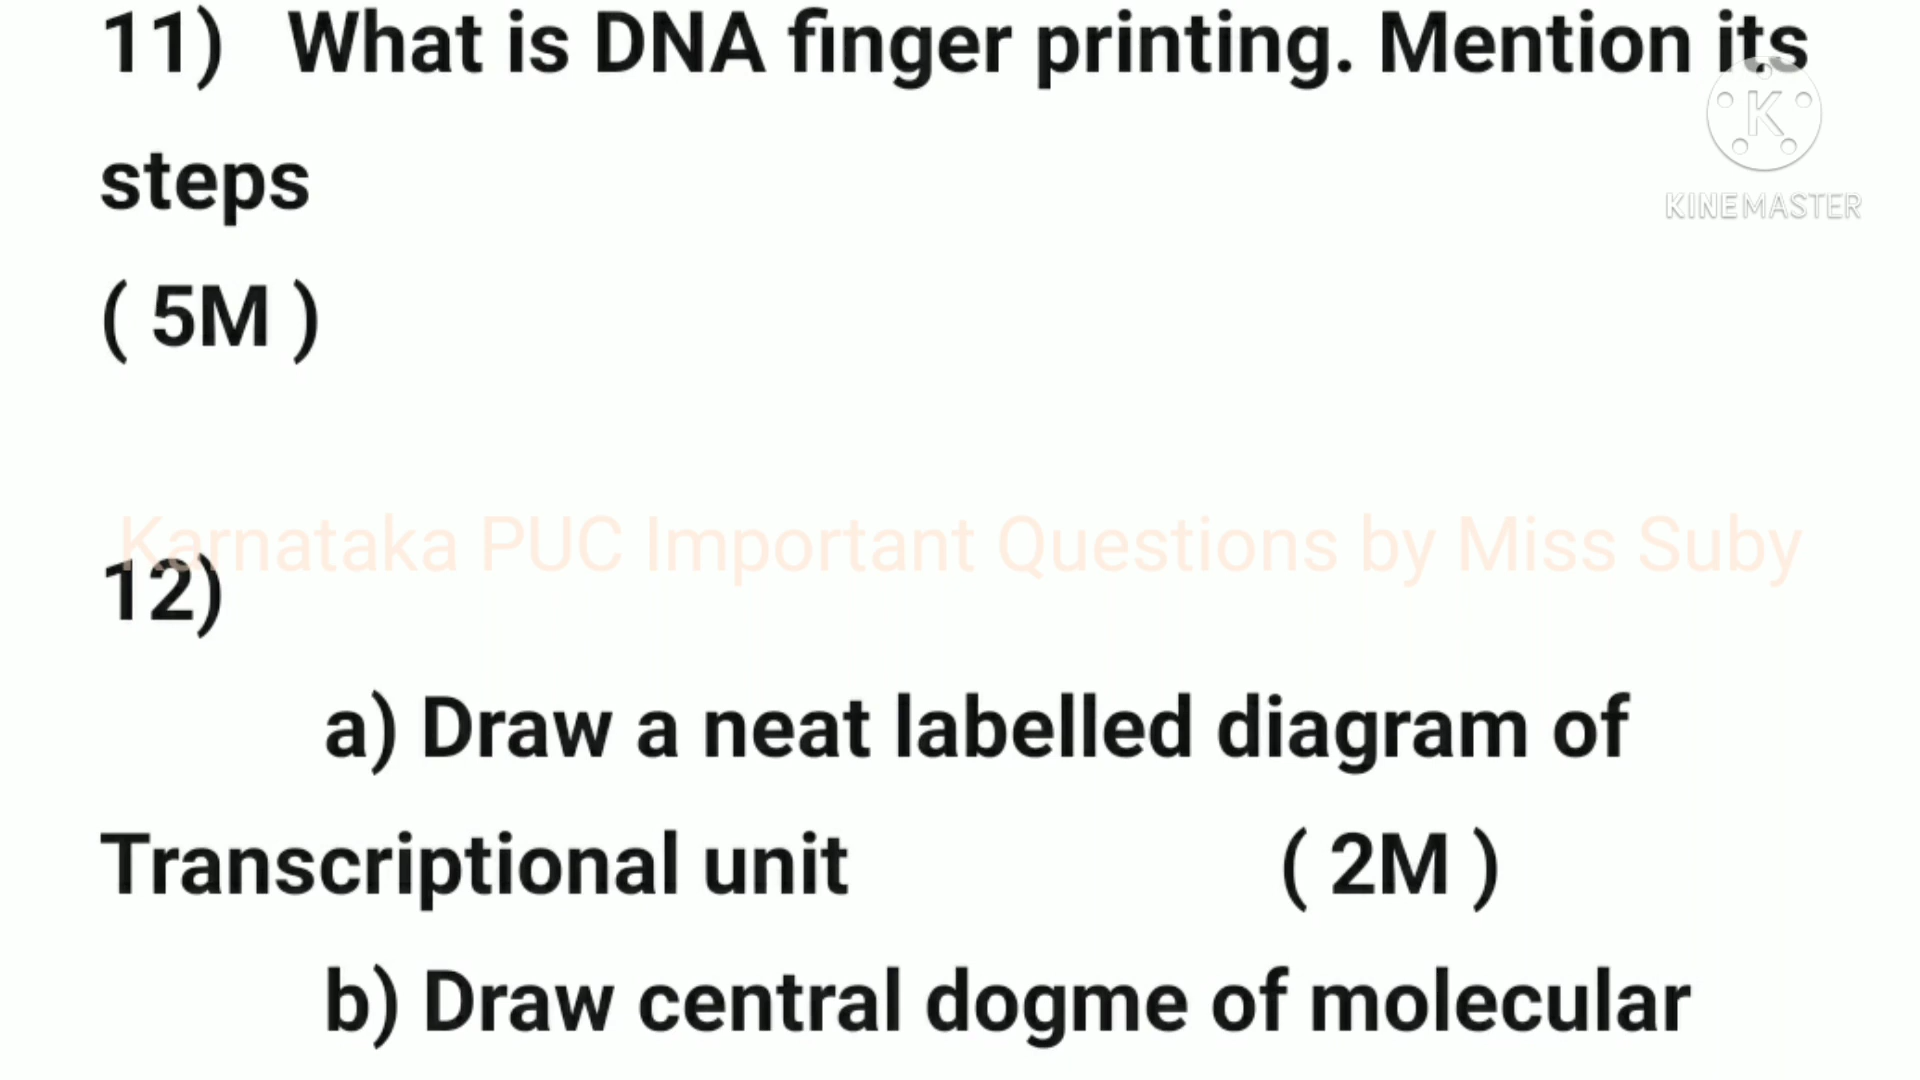 11) What is DNA finger printing. Mention its
K
steps
KINEMASTER
( 5M )
Karnataka PUC Important Questions by Miss Suby
12)
a) Draw a neat labelled diagram of
Transcriptional unit ( 2M )
b) Draw central dogme of molecular